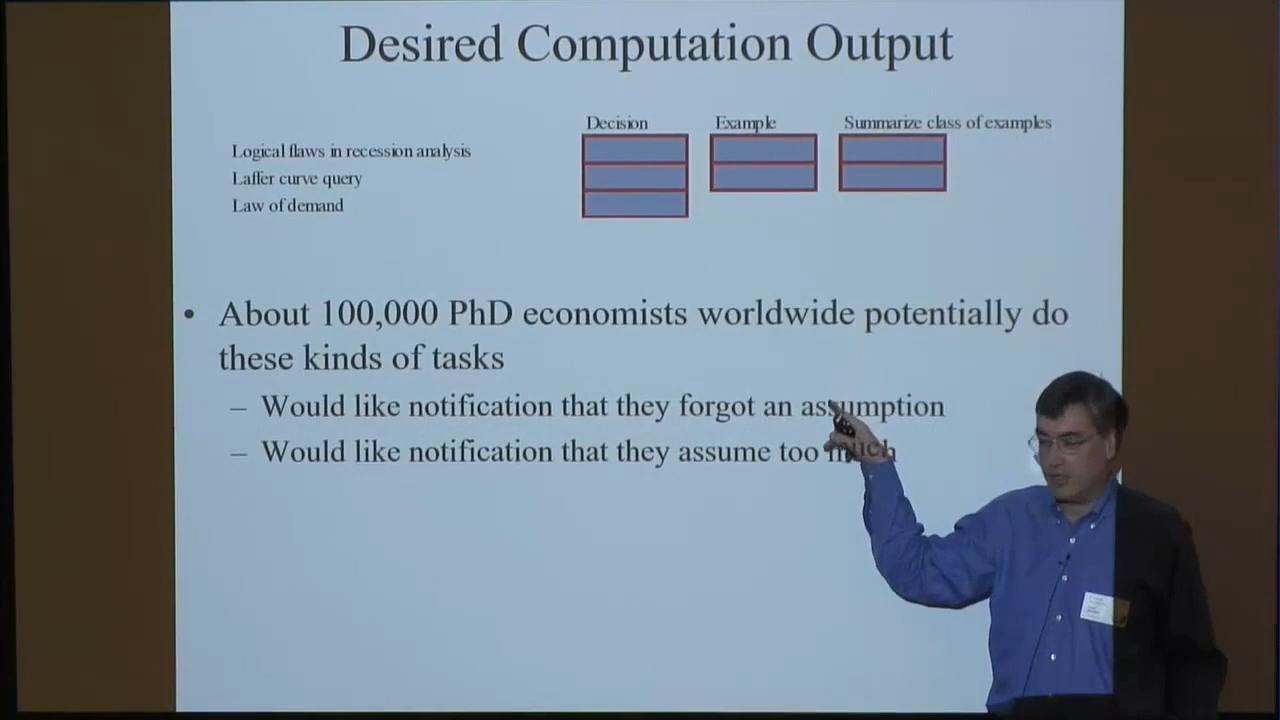 Desired Computation Output
Decision Example Summarize class of examples
Logical flaws in recession analysis
Laffer curve query
Law of demand
• About 100,000 PhD economists worldwide potentially do
these kinds of tasks
– Would like notification that they forgot an assumption
– Would like notification that they assume too much